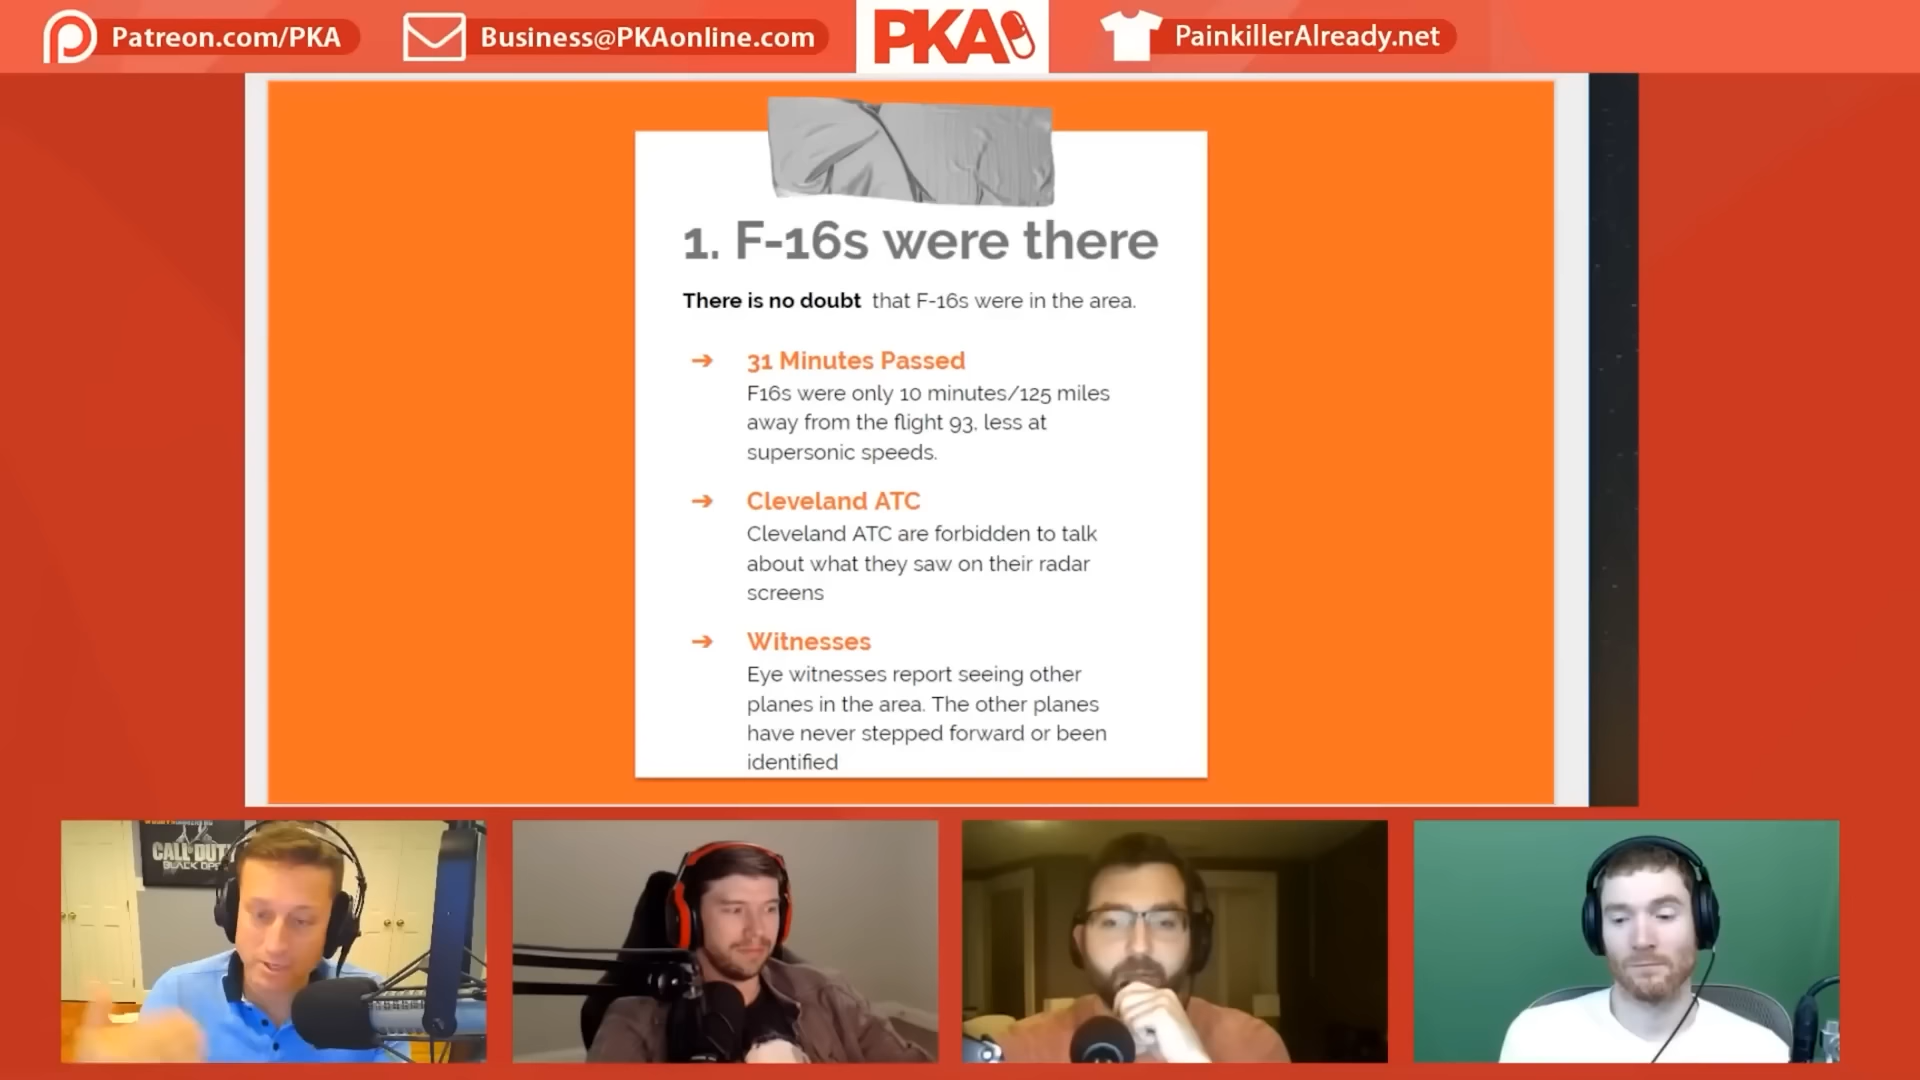 Patreon.com/PKA
Business@PKAonline.com
PKA
PainkillerAlready.net
1. F-16s were there
There is no doubt that F-16s were in the area.
➔ 31 Minutes Passed
F16s were only 10 minutes/125 miles
away from the flight 93, less at
supersonic speeds.
➔ Cleveland ATC
Cleveland ATC are forbidden to talk
about what they saw on their radar
screens
➔ Witnesses
Eye witnesses report seeing other
planes in the area. The other planes
have never stepped forward or been
identified
CALL DUT
BLACK OPS